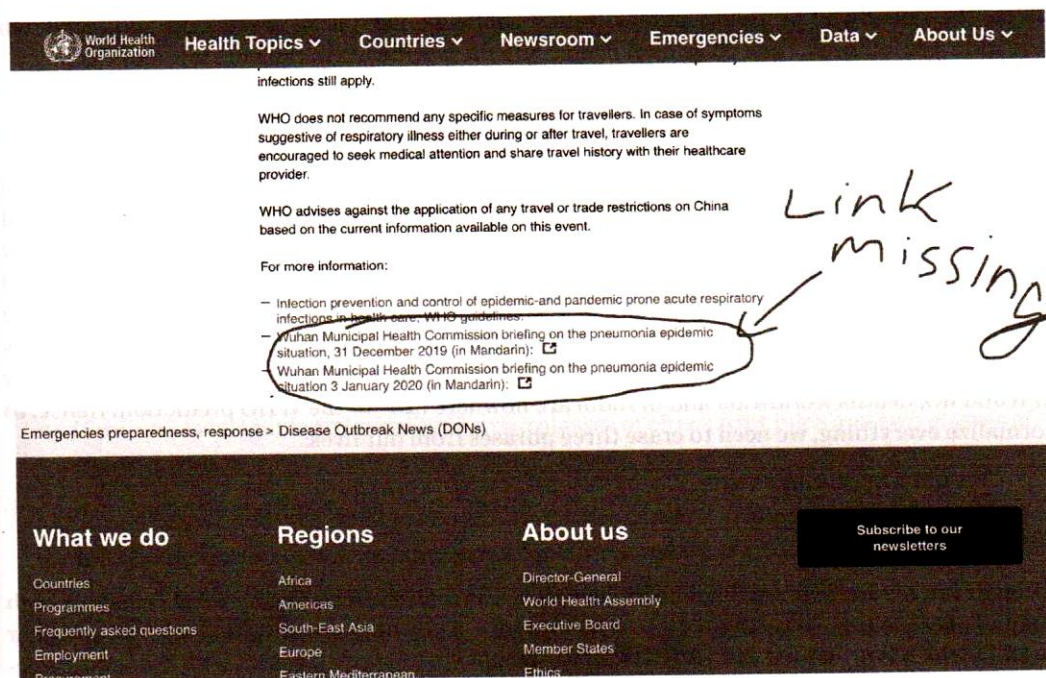 World Health
Organization
Health Topics Countries Newsroom Emergencies Data About Us
infections still apply.
WHO does not recommend any specific measures for travellers. In case of symptoms
suggestive of respiratory illness either during or after travel, travellers are
encouraged to seek medical attention and share travel history with their healthcare
provider.
WHO advises against the application of any travel or trade restrictions on China
based on the current information available on this event.
Link
missing
For more information:
– Infection prevention and control of epidemic-and pandemic prone acute respiratory
infections in health care, WHO guidelines.
– Wuhan Municipal Health Commission briefing on the pneumonia epidemic
situation, 31 December 2019 (in Mandarin):
– Wuhan Municipal Health Commission briefing on the pneumonia epidemic
situation 3 January 2020 (in Mandarin):
Emergencies preparedness, response > Disease Outbreak News (DONs)
What we do
Countries
Programmes
Frequently asked questions
Employment
Procurement
Regions
Africa
Americas
South-East Asia
Europe
Eastern Mediterranean
About us
Director-General
World Health Assembly
Executive Board
Member States
Ethics
Subscribe to our
newsletters